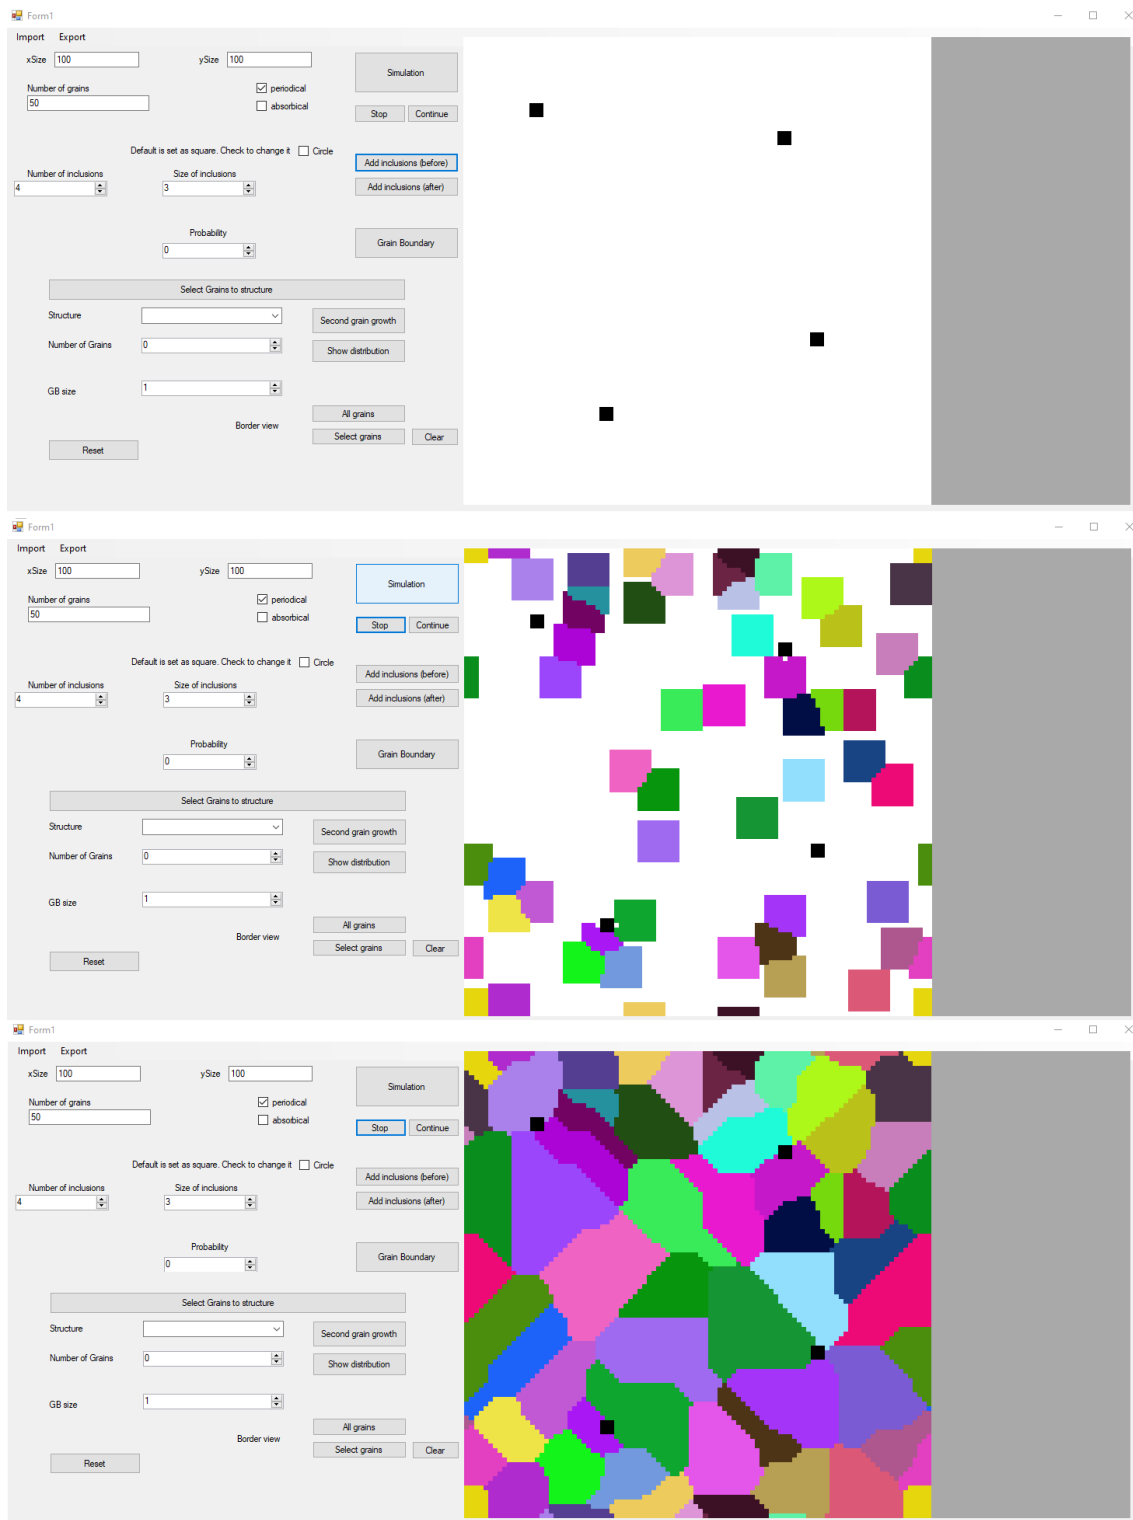 Form1
Import Export
xSize 100 ySize 100
Simulation
Number of grains
50
periodical
absorbical
Stop Continue
Default is set as square. Check to change it Circle
Add inclusions (before)
Number of inclusions Size of inclusions
4 3
Add inclusions (after)
Probability
0
Grain Boundary
Select Grains to structure
Structure
Second grain growth
Number of Grains 0
Show distribution
GB size 1
All grains
Border view
Select grains Clear
Reset
Form1
Import Export
xSize 100 ySize 100
Simulation
Number of grains
50
periodical
absorbical
Stop Continue
Default is set as square. Check to change it Circle
Add inclusions (before)
Number of inclusions Size of inclusions
4 3
Add inclusions (after)
Probability
0
Grain Boundary
Select Grains to structure
Structure
Second grain growth
Number of Grains 0
Show distribution
GB size 1
All grains
Border view
Select grains Clear
Reset
Form1
Import Export
xSize 100 ySize 100
Simulation
Number of grains
50
periodical
absorbical
Stop Continue
Default is set as square. Check to change it Circle
Add inclusions (before)
Number of inclusions Size of inclusions
4 3
Add inclusions (after)
Probability
0
Grain Boundary
Select Grains to structure
Structure
Second grain growth
Number of Grains 0
Show distribution
GB size 1
All grains
Border view
Select grains Clear
Reset